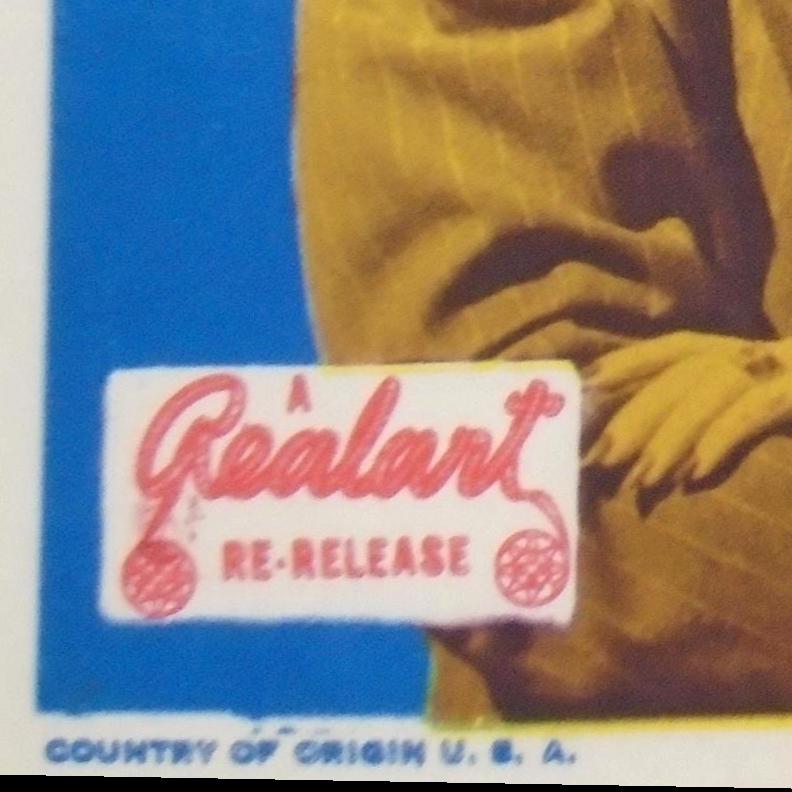 A
Realart
RE-RELEASE
COUNTRY OF ORIGIN U. S. A.